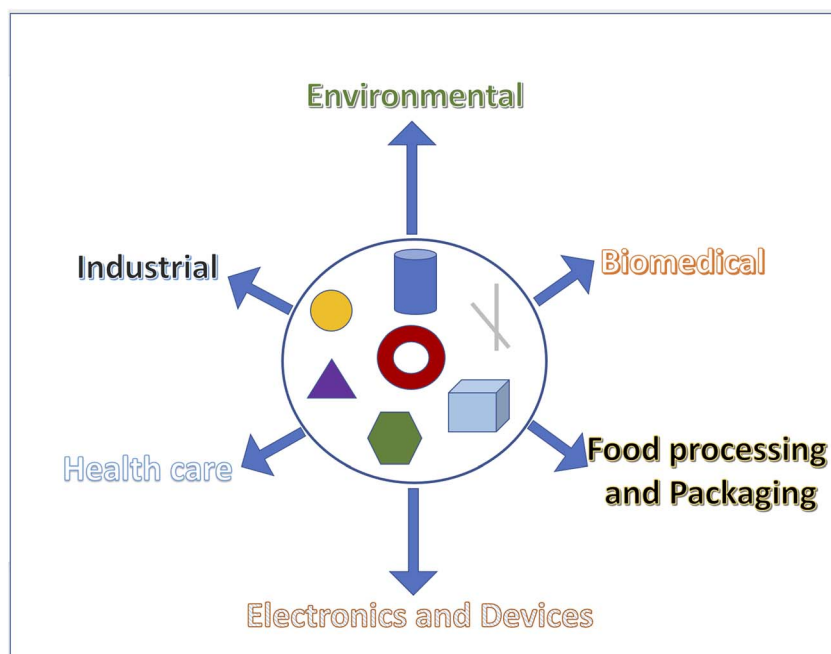 Environmental
Industrial
Biomedical
Health care
Food processing
and Packaging
Electronics and Devices